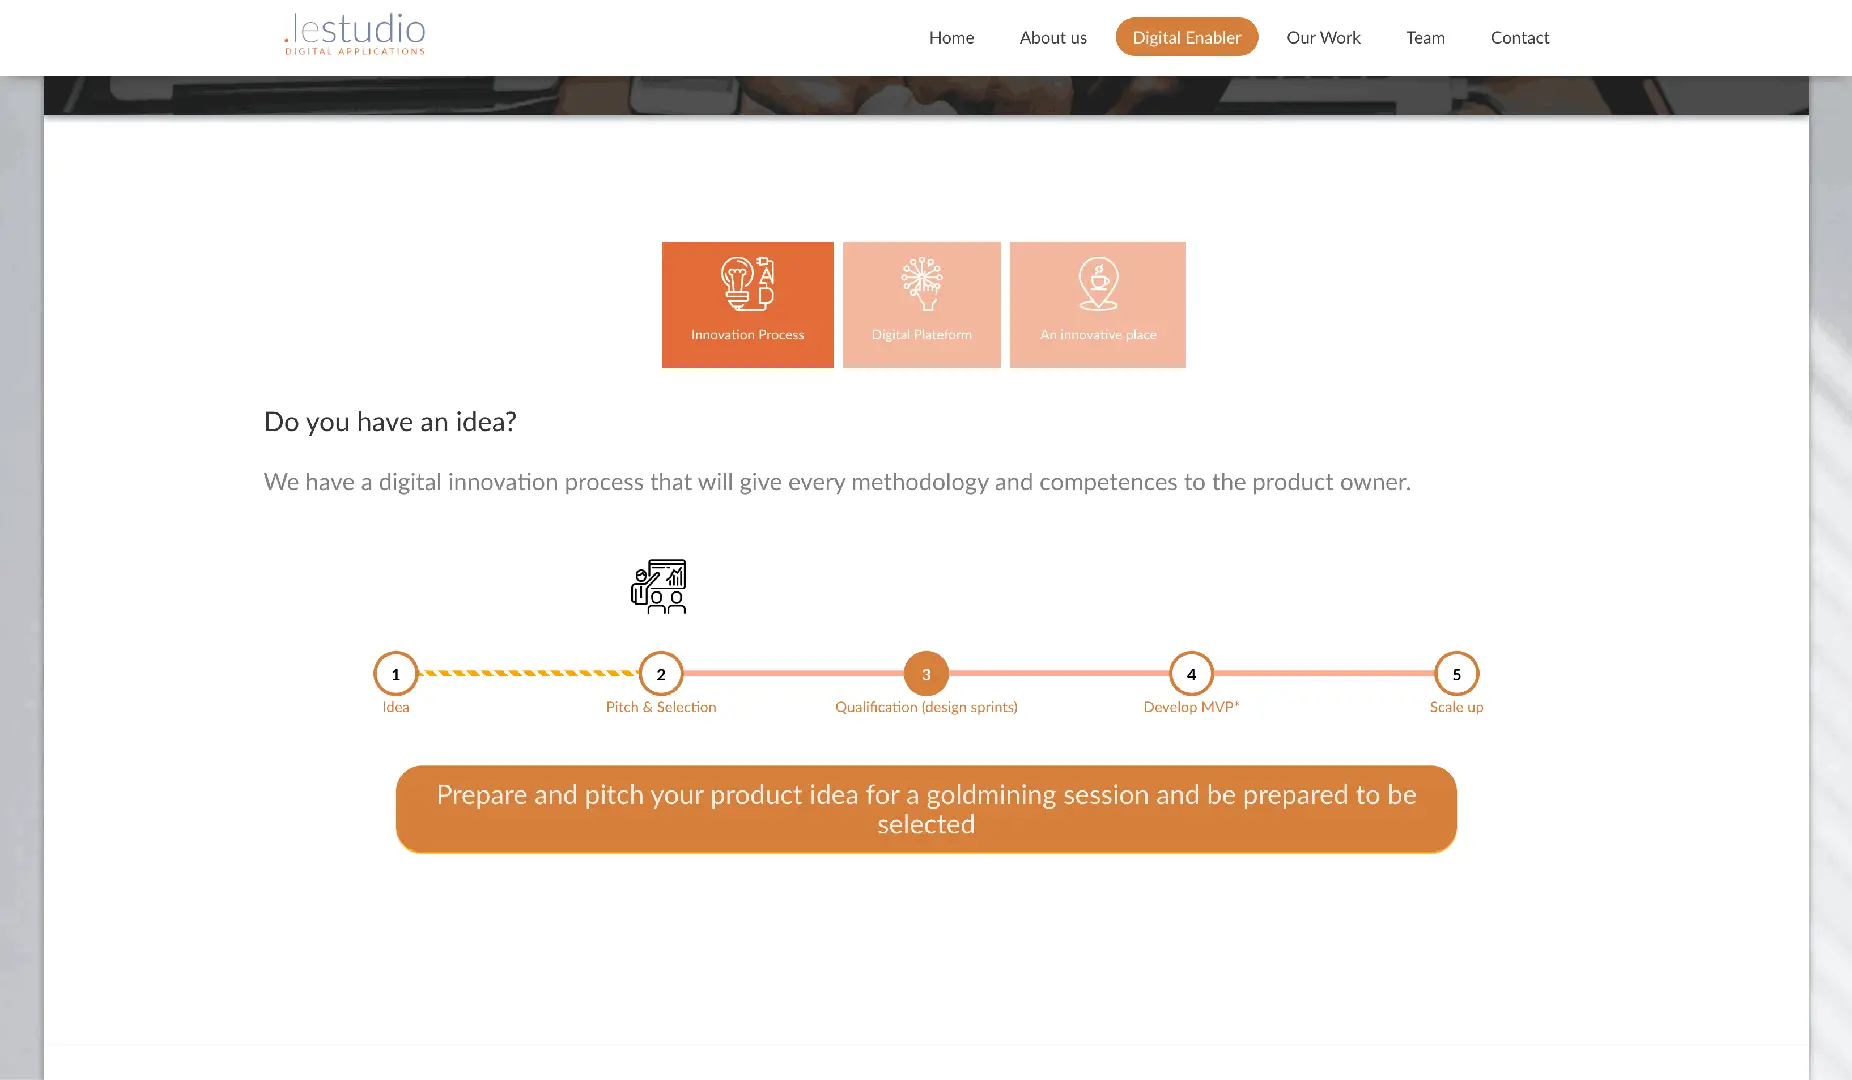 .lestudio
DIGITAL APPLICATIONS
Home
About us
Digital Enabler
Our Work
Team
Contact
AD
Innovation Process
Digital Plateform
An innovative place
Do you have an idea?
We have a digital innovation process that will give every methodology and competences to the product owner.
1
2
3
4
5
Idea
Pitch & Selection
Qualification (design sprints)
Develop MVP*
Scale up
Prepare and pitch your product idea for a goldmining session and be prepared to be
selected